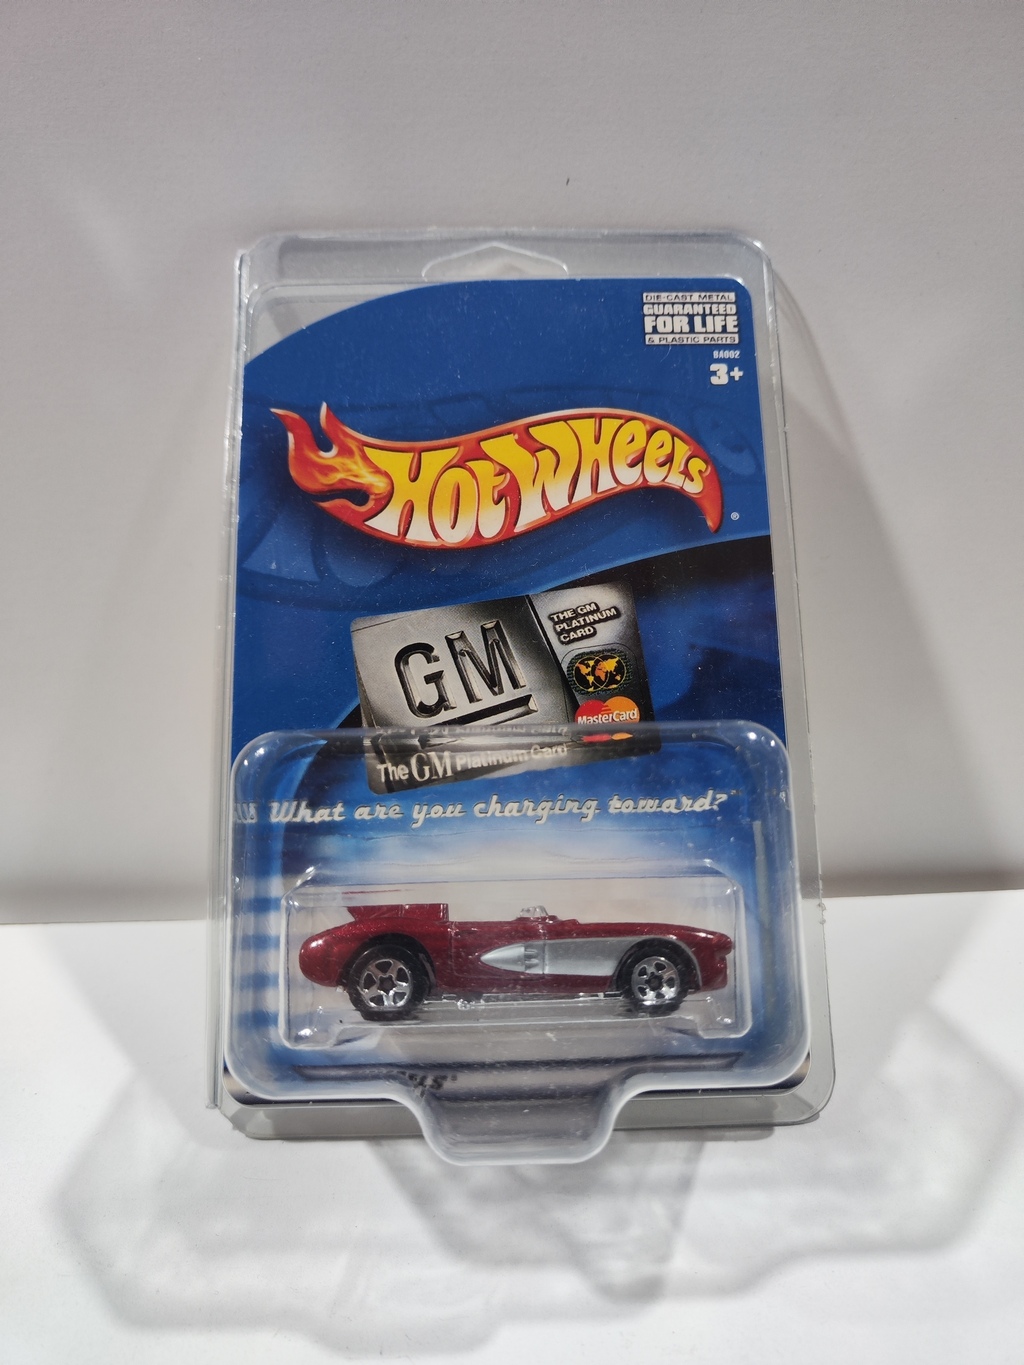 DIE-CAST METAL
GUARANTEED
FOR LIFE
& PLASTIC PARTS
BA002
3+
HOT WHEELS
®
GM
THE GM
PLATINUM
CARD
MasterCard
The GM Platinum Card
What are you charging toward?